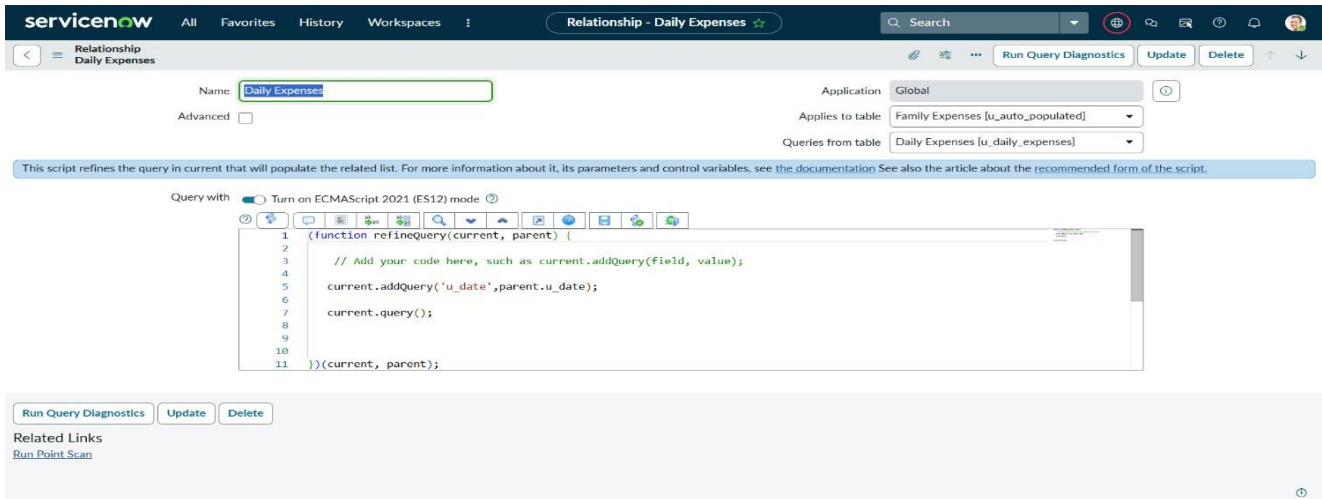 servicenow All Favorites History Workspaces Relationship - Daily Expenses Search
Relationship
Daily Expenses
Run Query Diagnostics Update Delete
Name Daily Expenses
Application Global
Advanced
Applies to table Family Expenses [u_auto_populated]
Queries from table Daily Expenses [u_daily_expenses]
This script refines the query in current that will populate the related list. For more information about it, its parameters and control variables, see the documentation See also the article about the recommended form of the script.
Query with Turn on ECMAScript 2021 (ES12) mode
1 (function refineQuery(current, parent) {
2
3 // Add your code here, such as current.addQuery(field, value);
4
5 current.addQuery('u_date',parent.u_date);
6
7 current.query();
8
9
10
11 })(current, parent);
Run Query Diagnostics Update Delete
Related Links
Run Point Scan